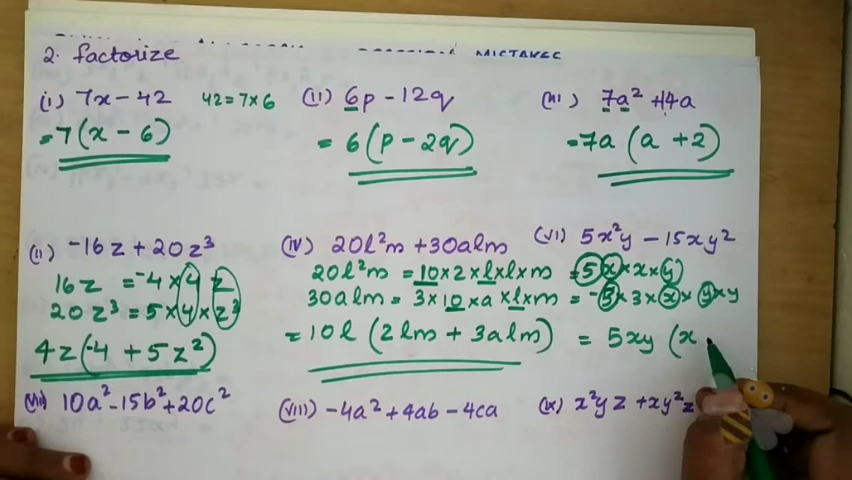 MISTAKES
2. factorize
(i) 7x - 42 42 = 7 × 6
= 7(x - 6)
(ii) 6p - 12q
= 6(p - 2q)
(iii) 7a² + 14a
= 7a (a + 2)
(ii) -16z + 20z³
16z = -4 × 4 z
20z³ = 5 × 4 × z³
4z(-4 + 5z²)
(iv) 20l²m + 30alm
20l²m = 10 × 2 × l × l × m
30alm = 3 × 10 × a × l × m
= 10l (2lm + 3alm)
(vi) 5x²y - 15xy²
= 5 × x × x × y
= -5 × 3 × x × y × y
= 5xy (x
(vii) 10a² - 15b² + 20c²
(viii) -4a² + 4ab - 4ca
(ix) x²yz + xy²z